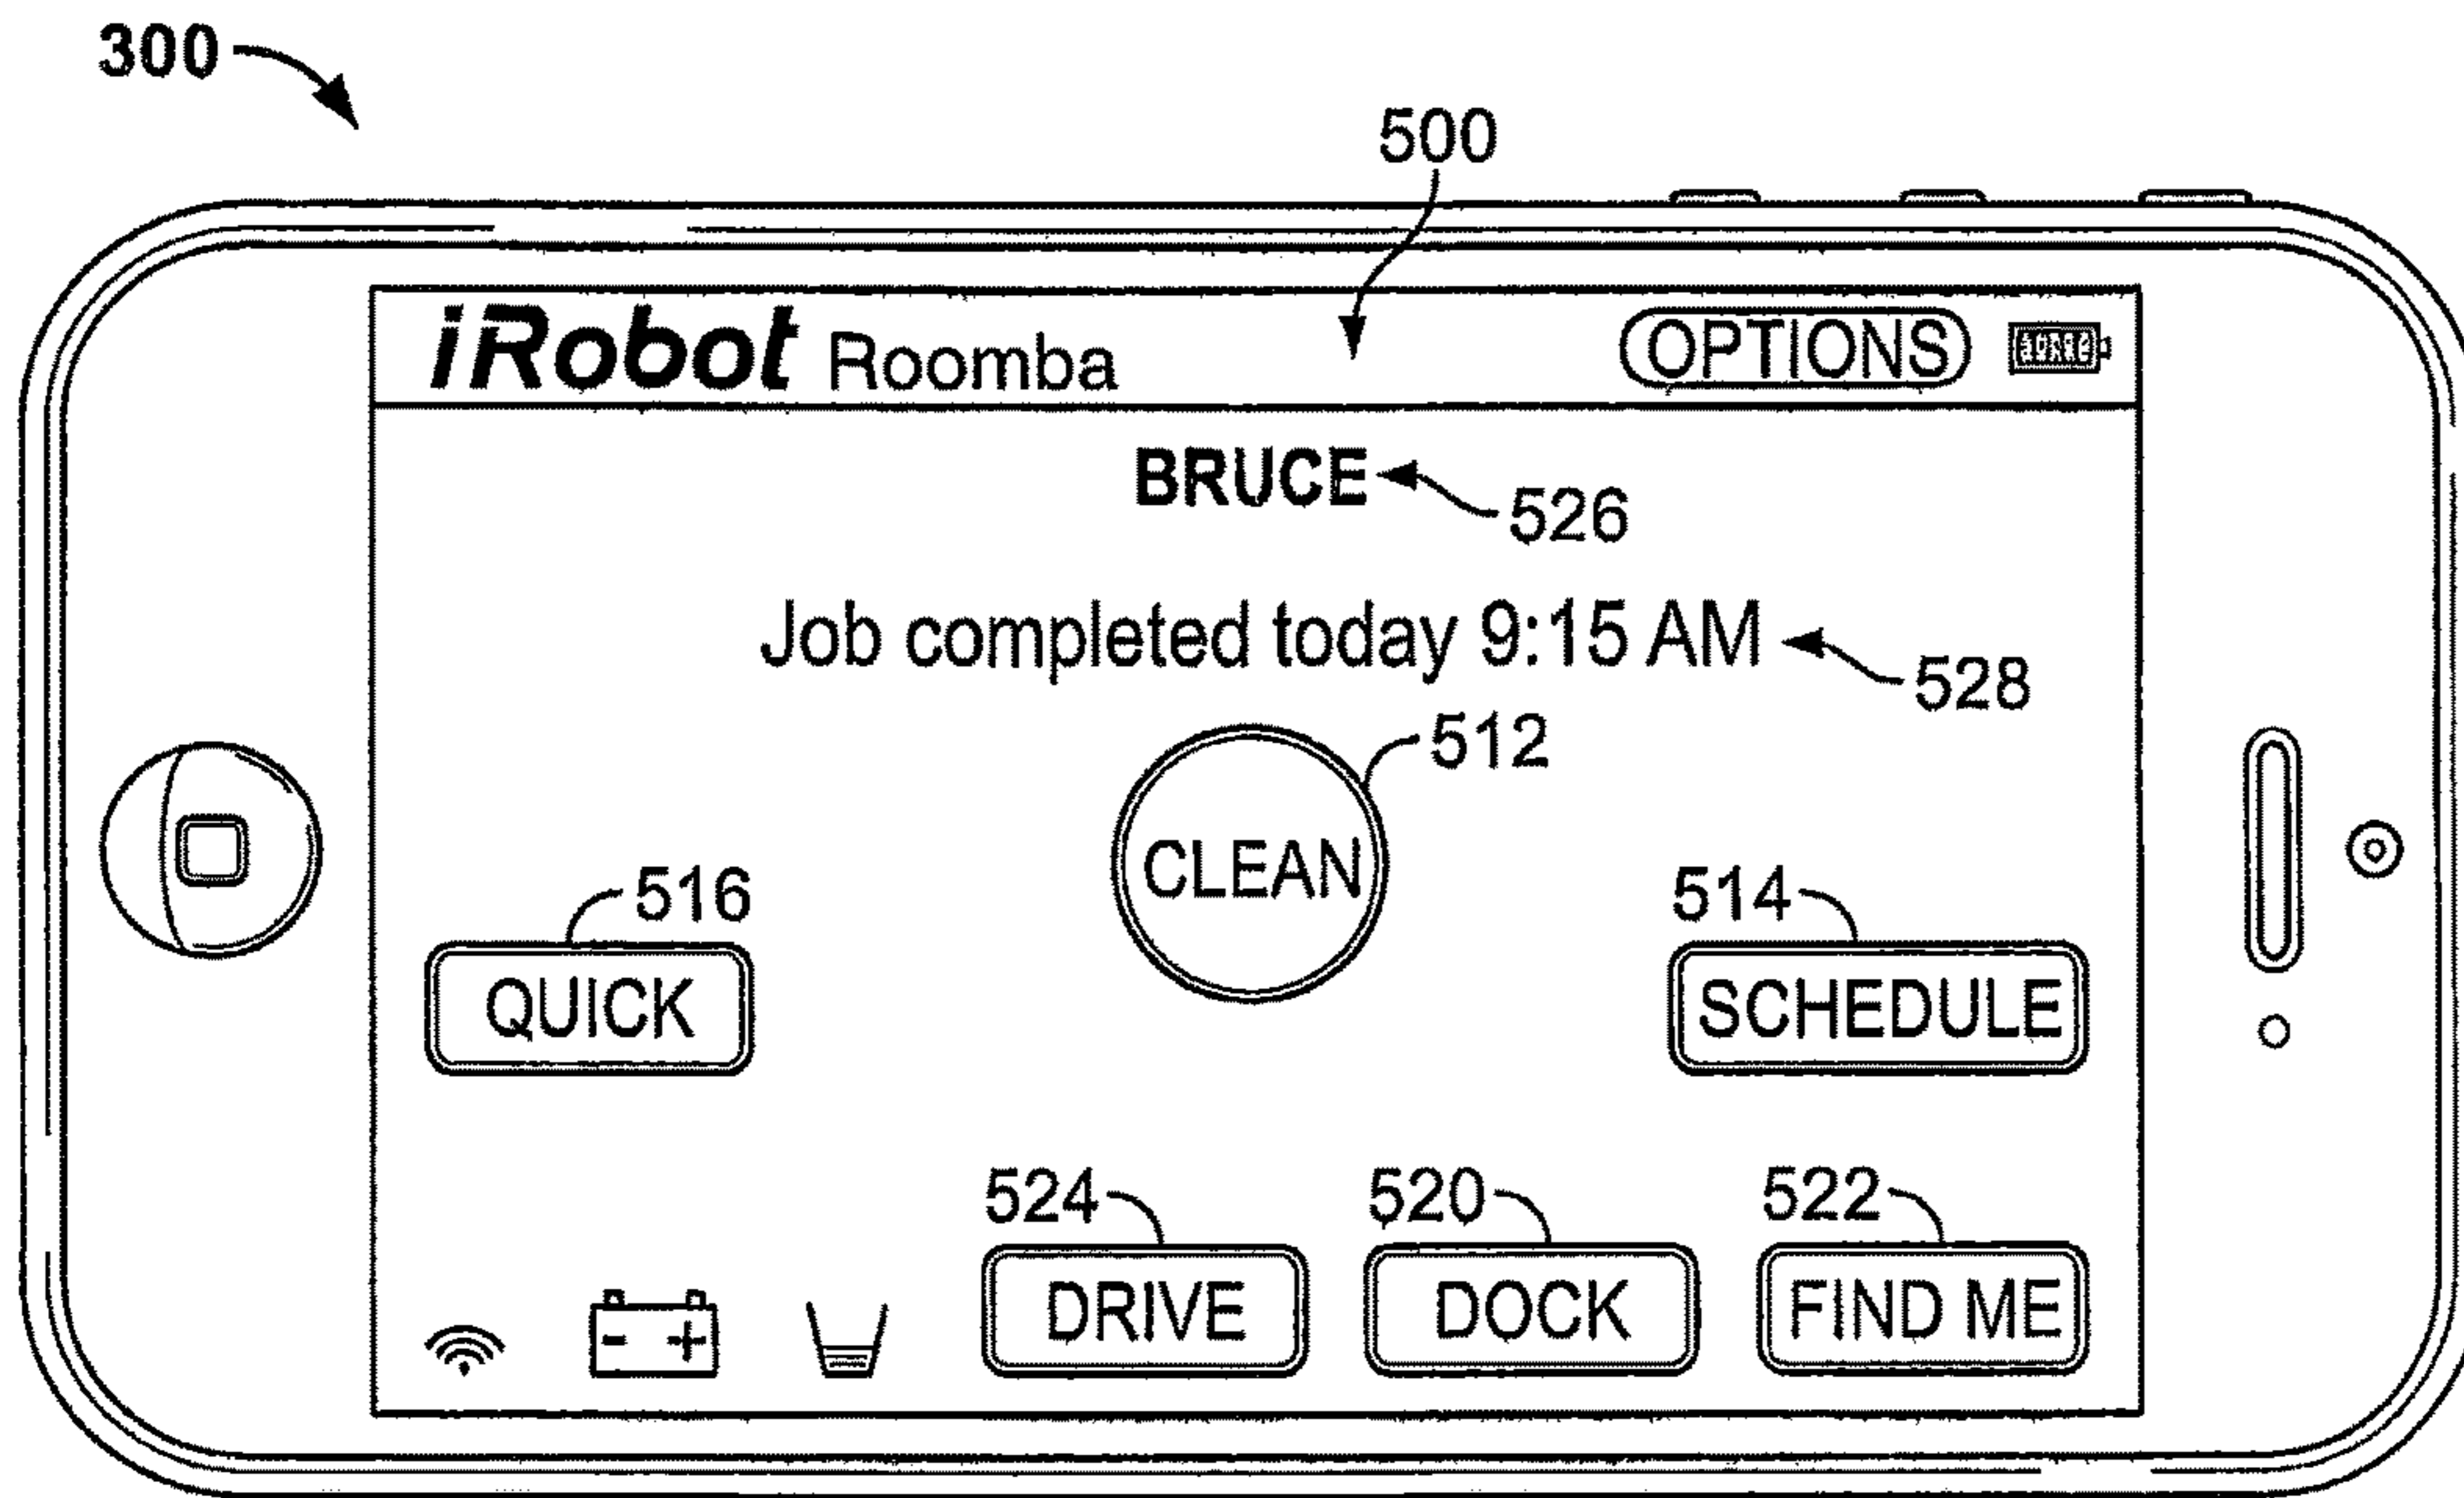 300
500
iRobot Roomba OPTIONS
BRUCE 526
Job completed today 9:15 AM 528
512
CLEAN
516 514
QUICK SCHEDULE
524 520 522
DRIVE DOCK FIND ME